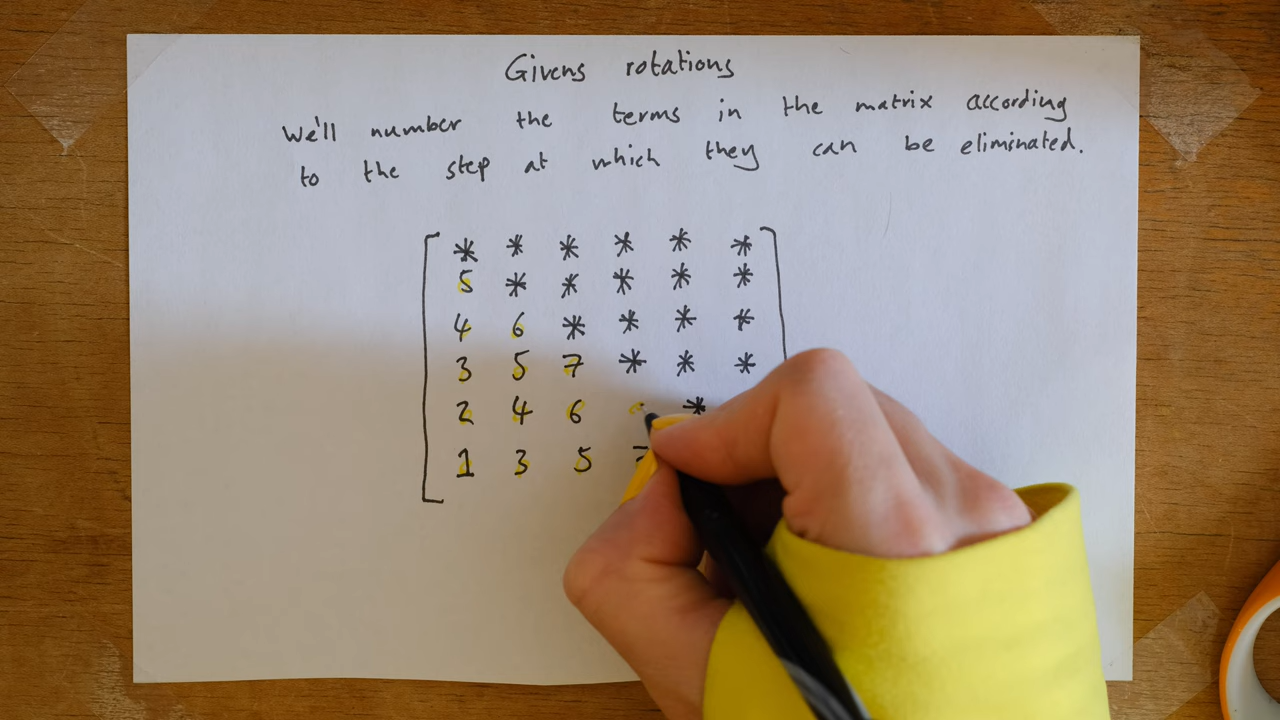 Givens rotations
We'll number the terms in the matrix according
to the step at which they can be eliminated.
* * * * * *
5 * * * * *
4 6 * * * *
3 5 7 * * *
2 4 6 *
1 3 5 7